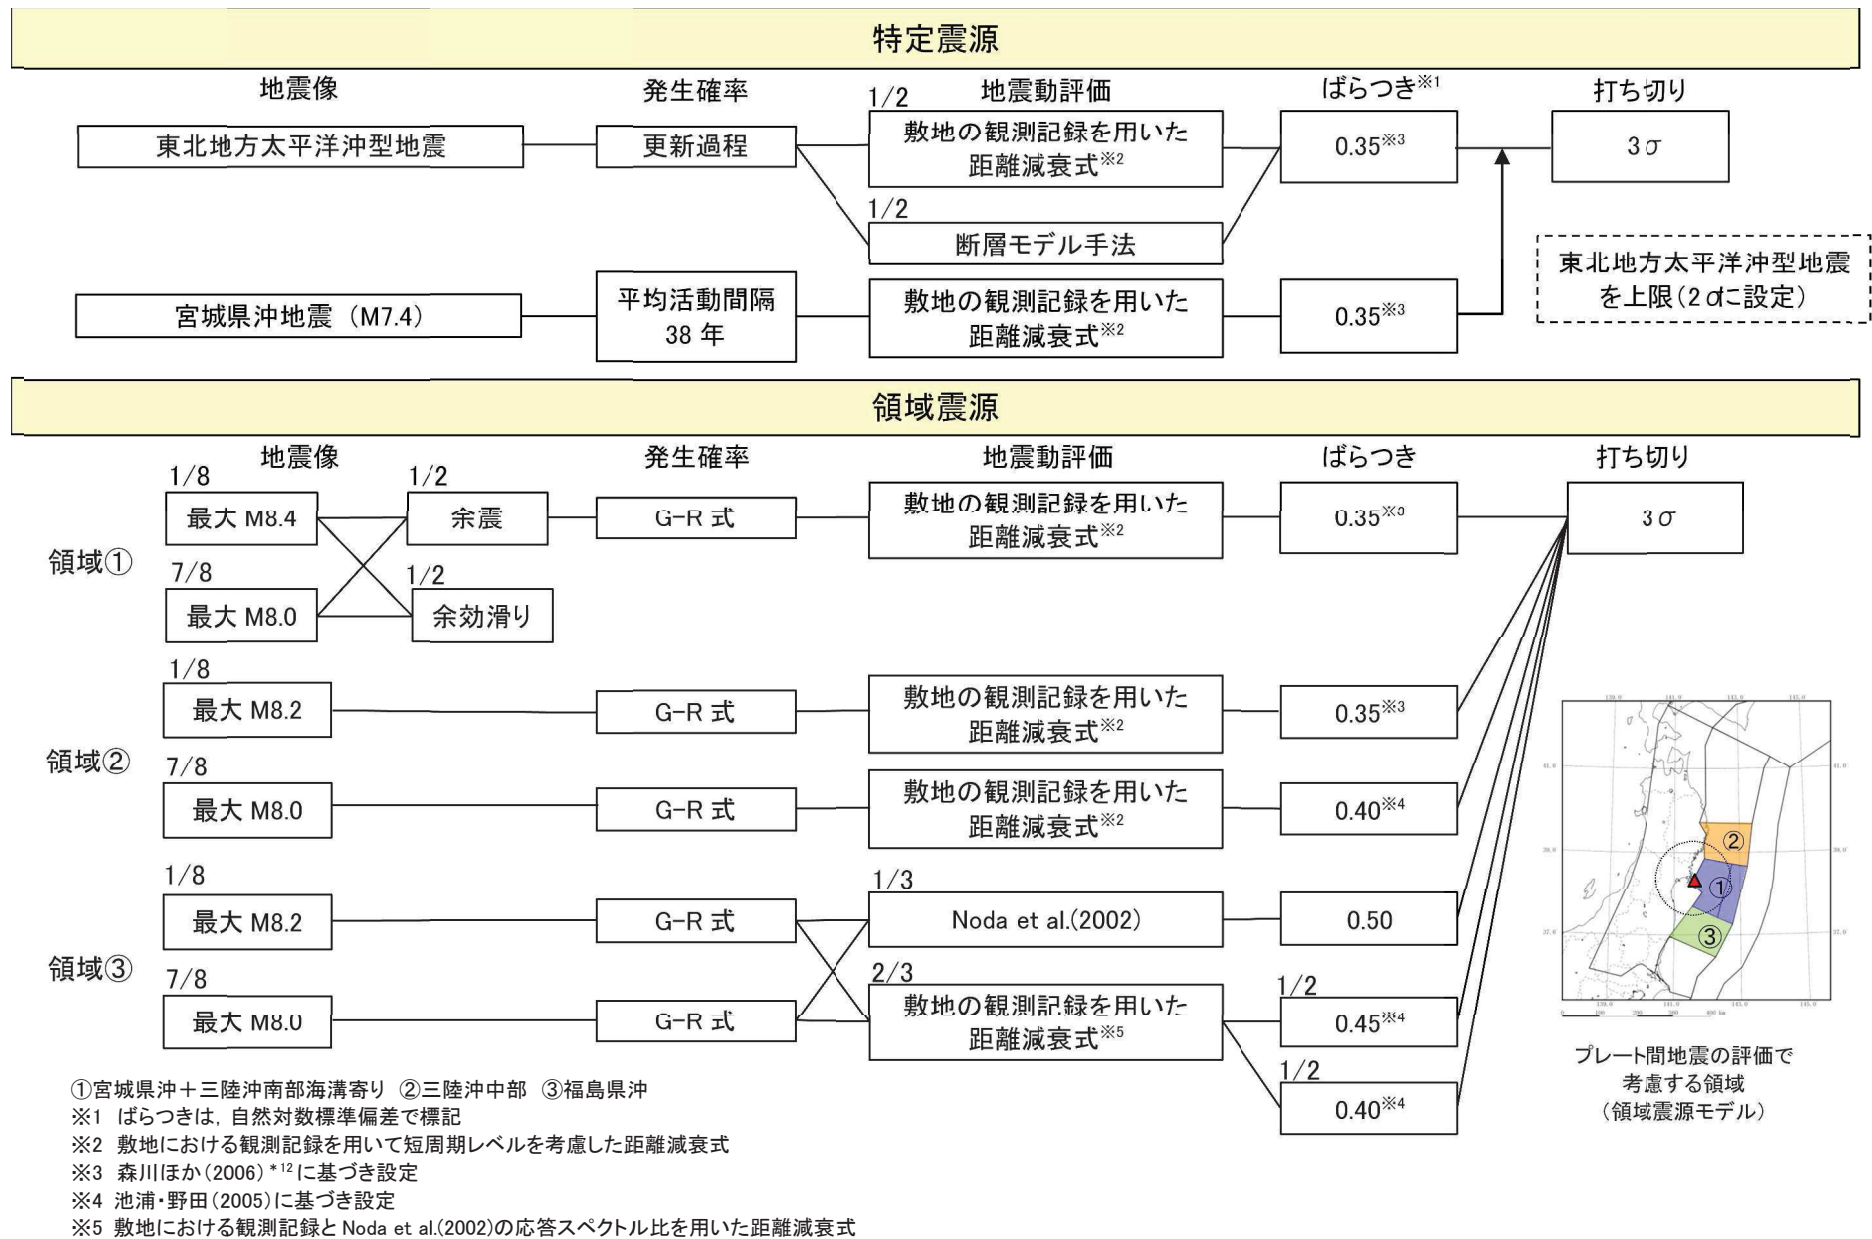 特定震源
地震像 発生確率 地震動評価 ばらつき※1 打ち切り
1/2
東北地方太平洋沖型地震 更新過程 敷地の観測記録を用いた
距離減衰式※2
0.35※3 3σ
1/2
断層モデル手法
東北地方太平洋沖型地震
を上限(2σに設定)
宮城県沖地震（M7.4） 平均活動間隔
38 年
敷地の観測記録を用いた
距離減衰式※2
0.35※3
領域震源
地震像 発生確率 地震動評価 ばらつき 打ち切り
領域①
1/8
最大 M8.4
1/2
余震
G-R 式
敷地の観測記録を用いた
距離減衰式※2
0.35
3σ
7/8
最大 M8.0
1/2
余効滑り
領域②
1/8
最大 M8.2
G-R 式
敷地の観測記録を用いた
距離減衰式※2
0.35※3
7/8
最大 M8.0
G-R 式
敷地の観測記録を用いた
距離減衰式※2
0.40※4
領域③
1/8
最大 M8.2
G-R 式
1/3
Noda et al.(2002)
0.50
7/8
最大 M8.0
G-R 式
2/3
敷地の観測記録を用いた
距離減衰式※5
1/2
0.45※4
1/2
0.40※4
②
①
③
プレート間地震の評価で
考慮する領域
（領域震源モデル）
①宮城県沖＋三陸沖南部海溝寄り ②三陸沖中部 ③福島県沖
※1 ばらつきは，自然対数標準偏差で標記
※2 敷地における観測記録を用いて短周期レベルを考慮した距離減衰式
※3 森川ほか(2006)*12に基づき設定
※4 池浦・野田(2005)に基づき設定
※5 敷地における観測記録と Noda et al.(2002)の応答スペクトル比を用いた距離減衰式